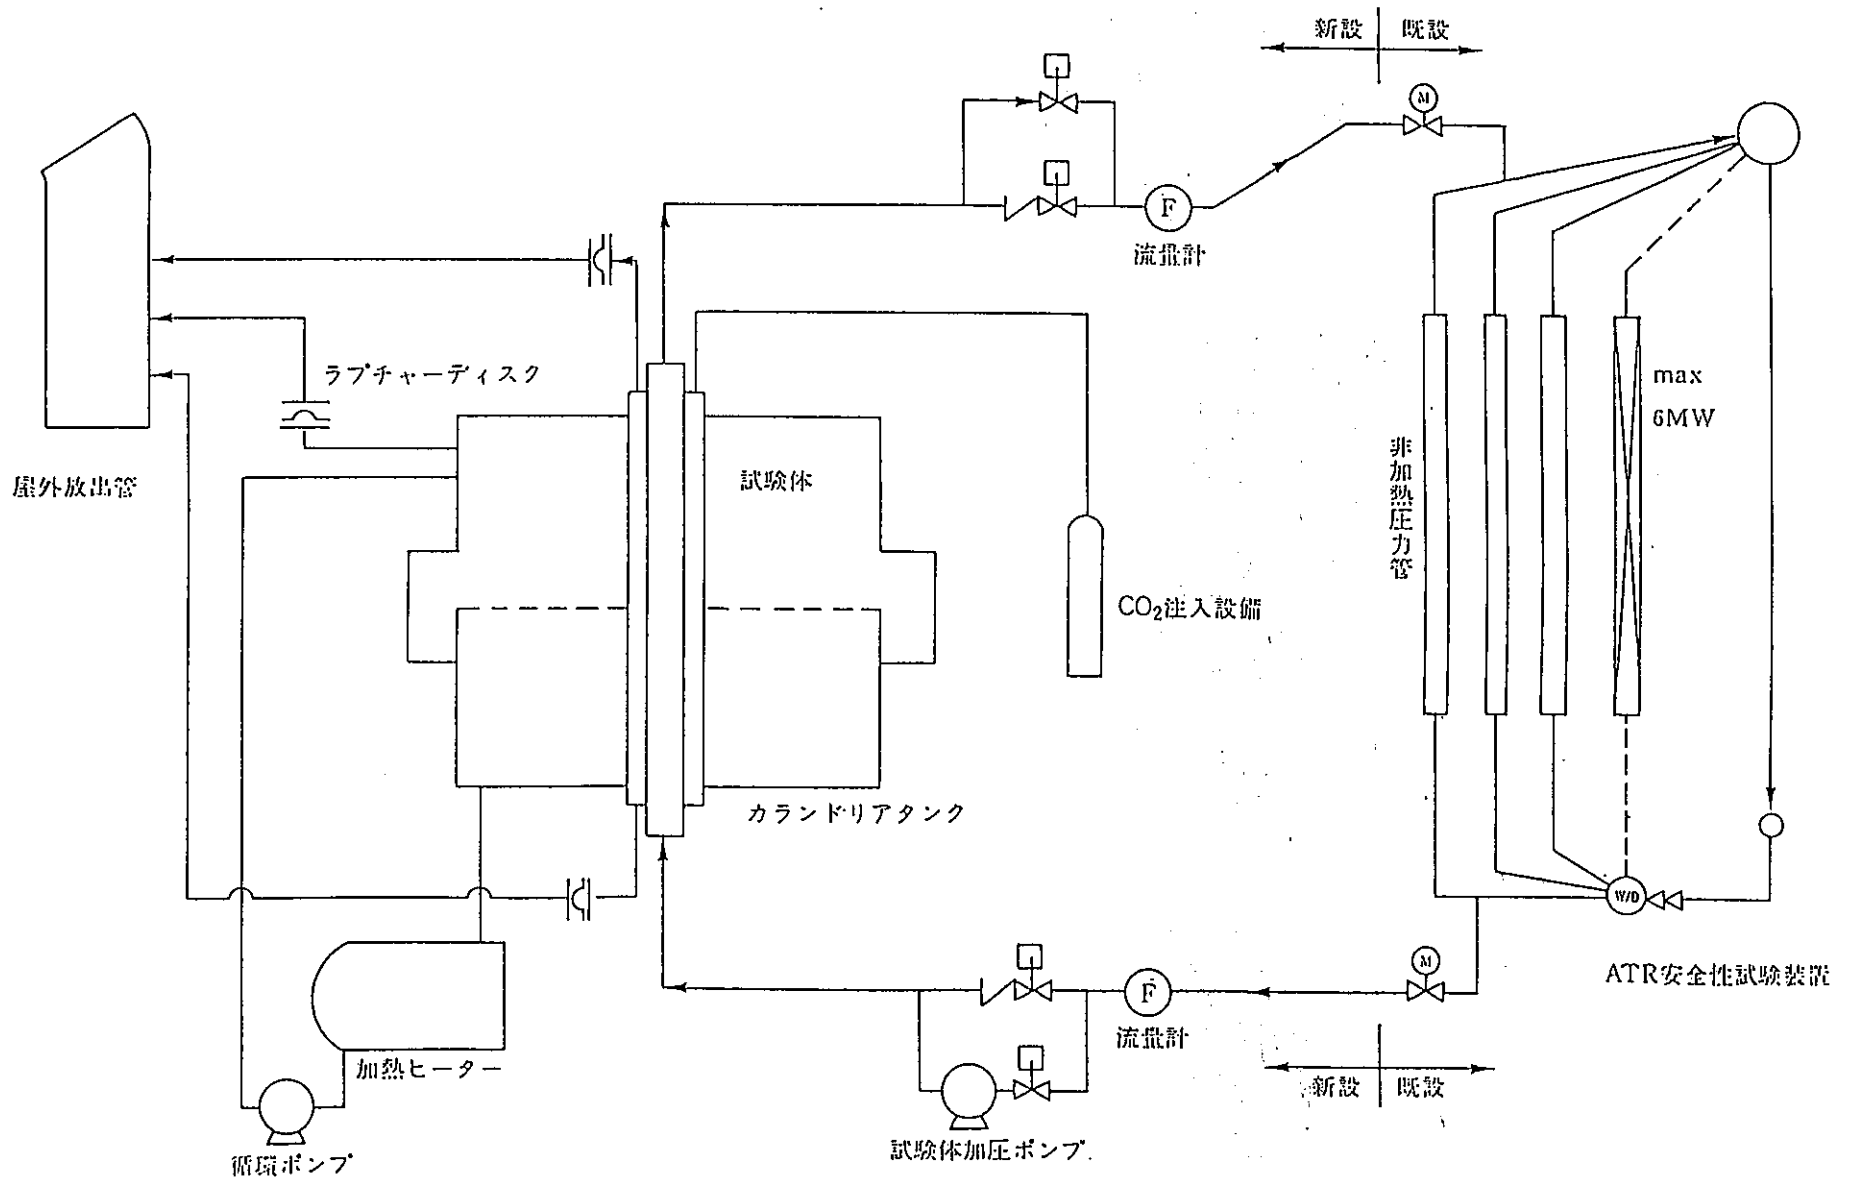 新設 既設
M
F
流量計
ラプチャーディスク
max
6MW
屋外放出管
試験体
非加熱圧力管
CO₂注入設備
カランドリアタンク
W/D
ATR安全性試験装置
M
F
流量計
加熱ヒーター
新設 既設
試験体加圧ポンプ
循環ポンプ